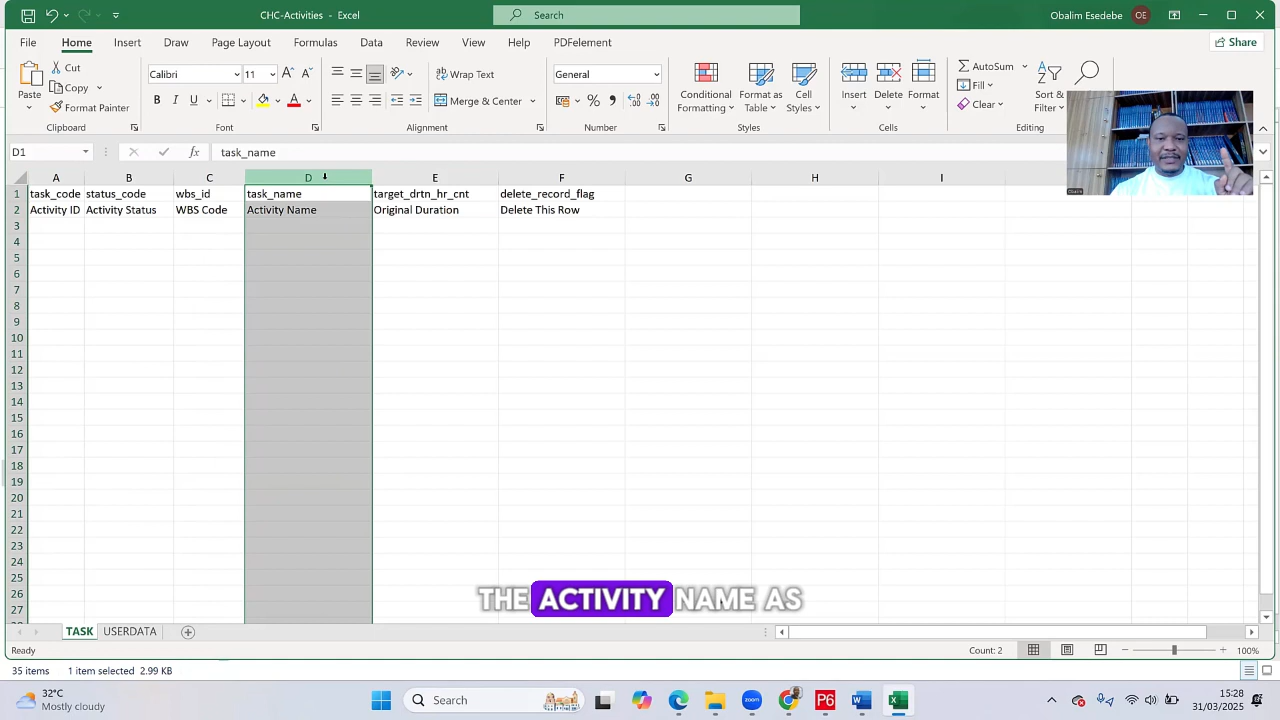 CHC-Activities - Excel
Search
Obalim Esedebe OE
File Home Insert Draw Page Layout Formulas Data Review View Help PDFelement
Share
Paste
Cut
Copy
Format Painter
Clipboard
Calibri 11
B I U
Font
Wrap Text
Merge & Center
Alignment
General
Number
Conditional Formatting
Format as Table
Cell Styles
Styles
Insert
Delete
Format
Cells
AutoSum
Fill
Clear
Sort & Filter
Editing
D1 fx task_name
A B C D E F G H I
1 task_code status_code wbs_id task_name target_drtn_hr_cnt delete_record_flag
2 Activity ID Activity Status WBS Code Activity Name Original Duration Delete This Row
3
4
5
6
7
8
9
10
11
12
13
14
15
16
17
18
19
20
21
22
23
24
25
26
27
THE ACTIVITY NAME AS
TASK USERDATA
Ready Count: 2 100%
35 items 1 item selected 2.99 KB
32°C
Mostly cloudy
Search
zoom
P6
15:28
31/03/2025